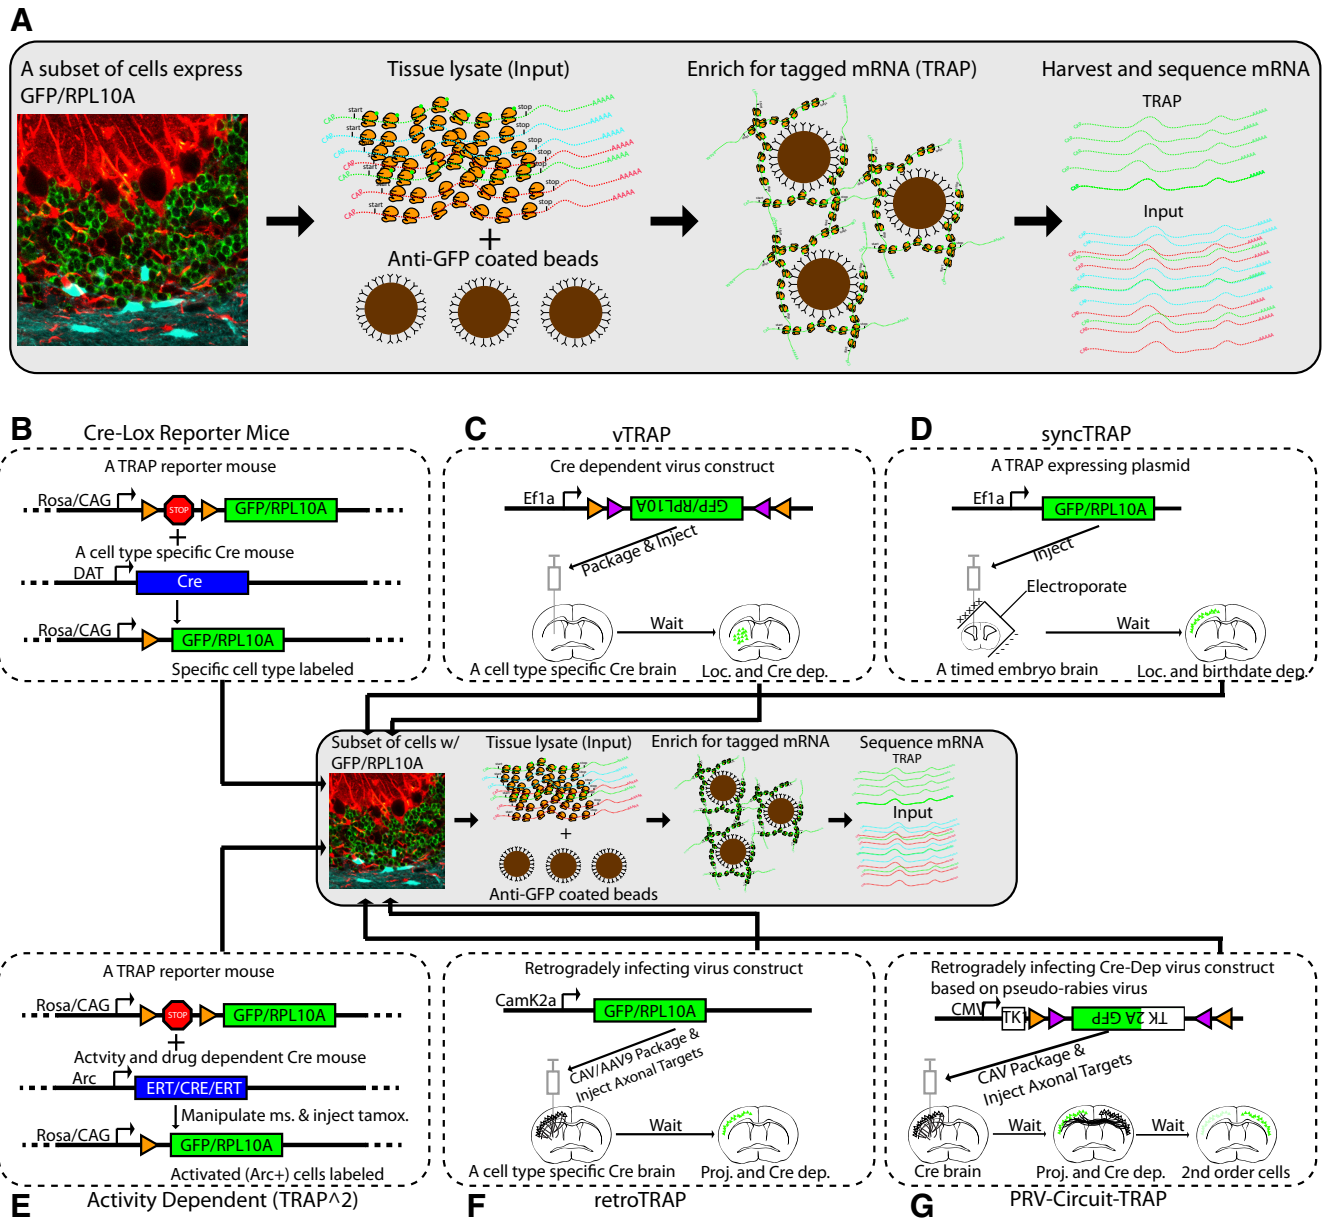 A
A subset of cells express
GFP/RPL10A
Tissue lysate (Input)
Enrich for tagged mRNA (TRAP)
Harvest and sequence mRNA
start
stop
CAP
AAAAA
+
Anti-GFP coated beads
TRAP
Input
B
Cre-Lox Reporter Mice
A TRAP reporter mouse
Rosa/CAG
STOP
GFP/RPL10A
+
A cell type specific Cre mouse
DAT
Cre
Rosa/CAG
GFP/RPL10A
Specific cell type labeled
C
vTRAP
Cre dependent virus construct
Ef1a
GFP/RPL10A
Package & Inject
Wait
A cell type specific Cre brain
Loc. and Cre dep.
D
syncTRAP
A TRAP expressing plasmid
Ef1a
GFP/RPL10A
Inject
Electroporate
Wait
A timed embryo brain
Loc. and birthdate dep.
Subset of cells w/
GFP/RPL10A
Tissue lysate (Input)
+
Anti-GFP coated beads
Enrich for tagged mRNA
Sequence mRNA
TRAP
Input
A TRAP reporter mouse
Rosa/CAG
STOP
GFP/RPL10A
+
Actvity and drug dependent Cre mouse
Arc
ERT/CRE/ERT
Manipulate ms. & inject tamox.
Rosa/CAG
GFP/RPL10A
Activated (Arc+) cells labeled
E
Activity Dependent (TRAP^2)
Retrogradely infecting virus construct
CamK2a
GFP/RPL10A
CAV/AAV9 Package &
Inject Axonal Targets
Wait
A cell type specific Cre brain
Proj. and Cre dep.
F
retroTRAP
Retrogradely infecting Cre-Dep virus construct
based on pseudo-rabies virus
CMV
TK
TK 2A GFP
CAV Package &
Inject Axonal Targets
Wait
Wait
Cre brain
Proj. and Cre dep.
2nd order cells
G
PRV-Circuit-TRAP